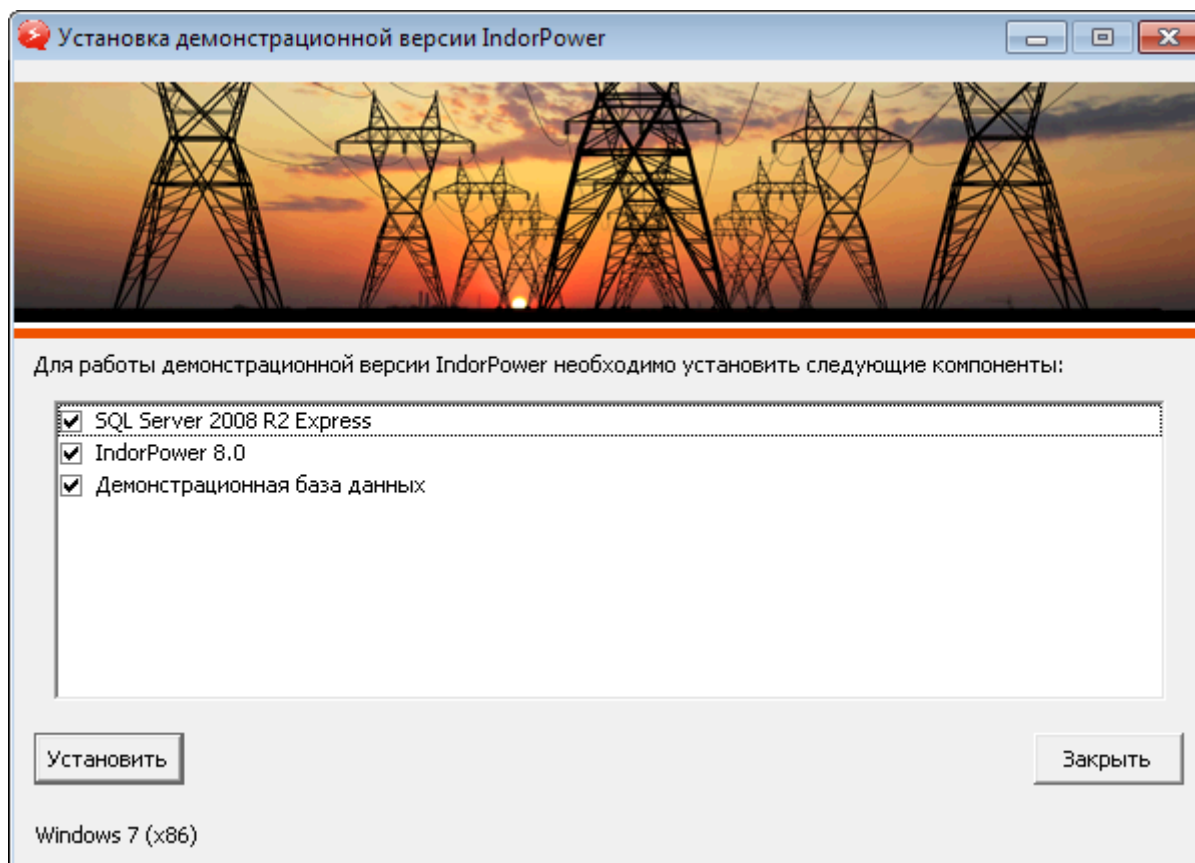 Установка демонстрационной версии IndorPower
Для работы демонстрационной версии IndorPower необходимо установить следующие компоненты:
SQL Server 2008 R2 Express
IndorPower 8.0
Демонстрационная база данных
Установить
Закрыть
Windows 7 (x86)